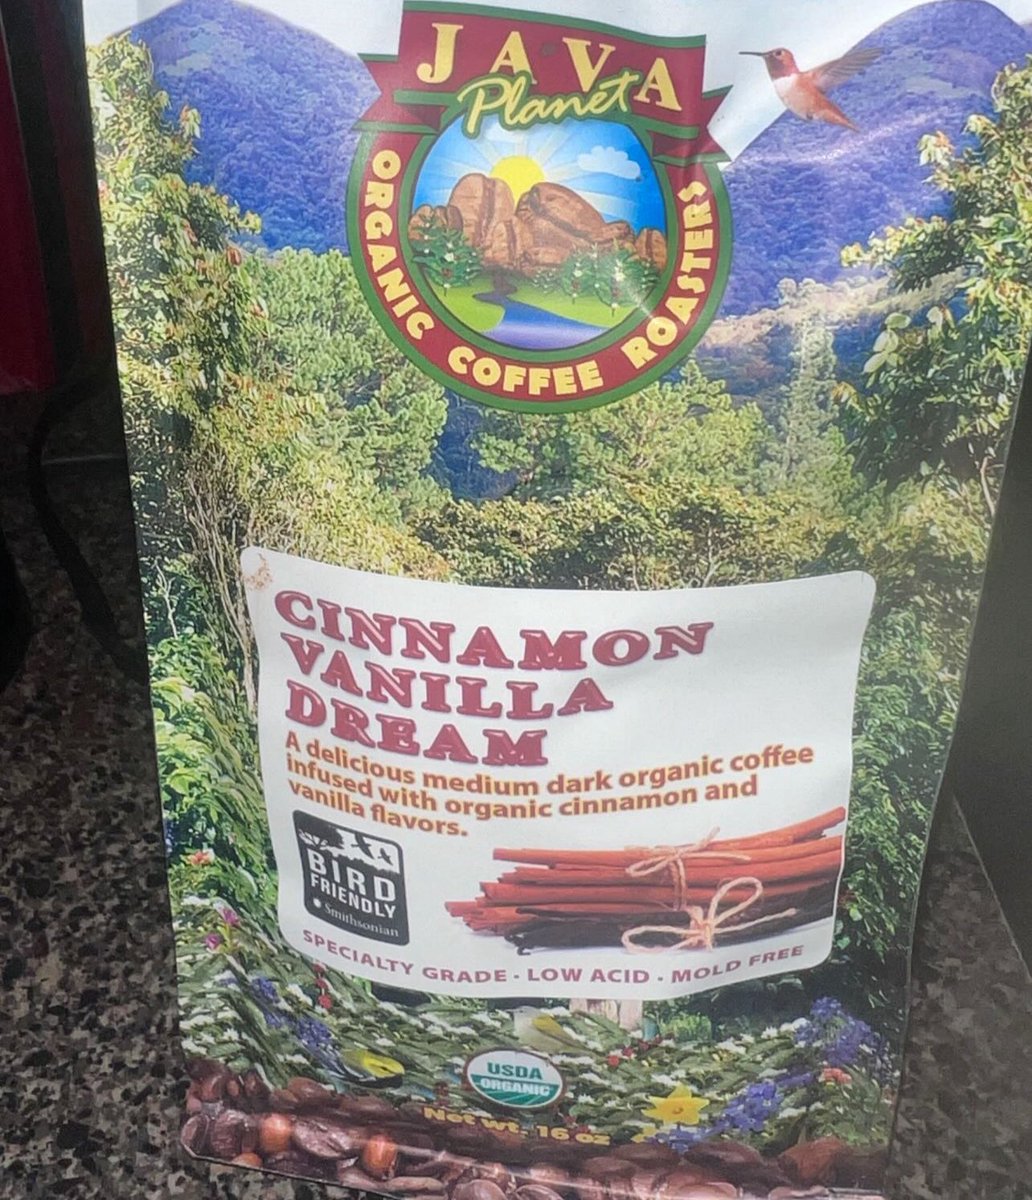 JAVA
Planet
ORGANIC COFFEE ROASTERS
CINNAMON
VANILLA
DREAM
A delicious medium dark organic coffee
infused with organic cinnamon and
vanilla flavors.
BIRD
FRIENDLY
Smithsonian
SPECIALTY GRADE · LOW ACID · MOLD FREE
USDA
ORGANIC
Net wt. 16 oz